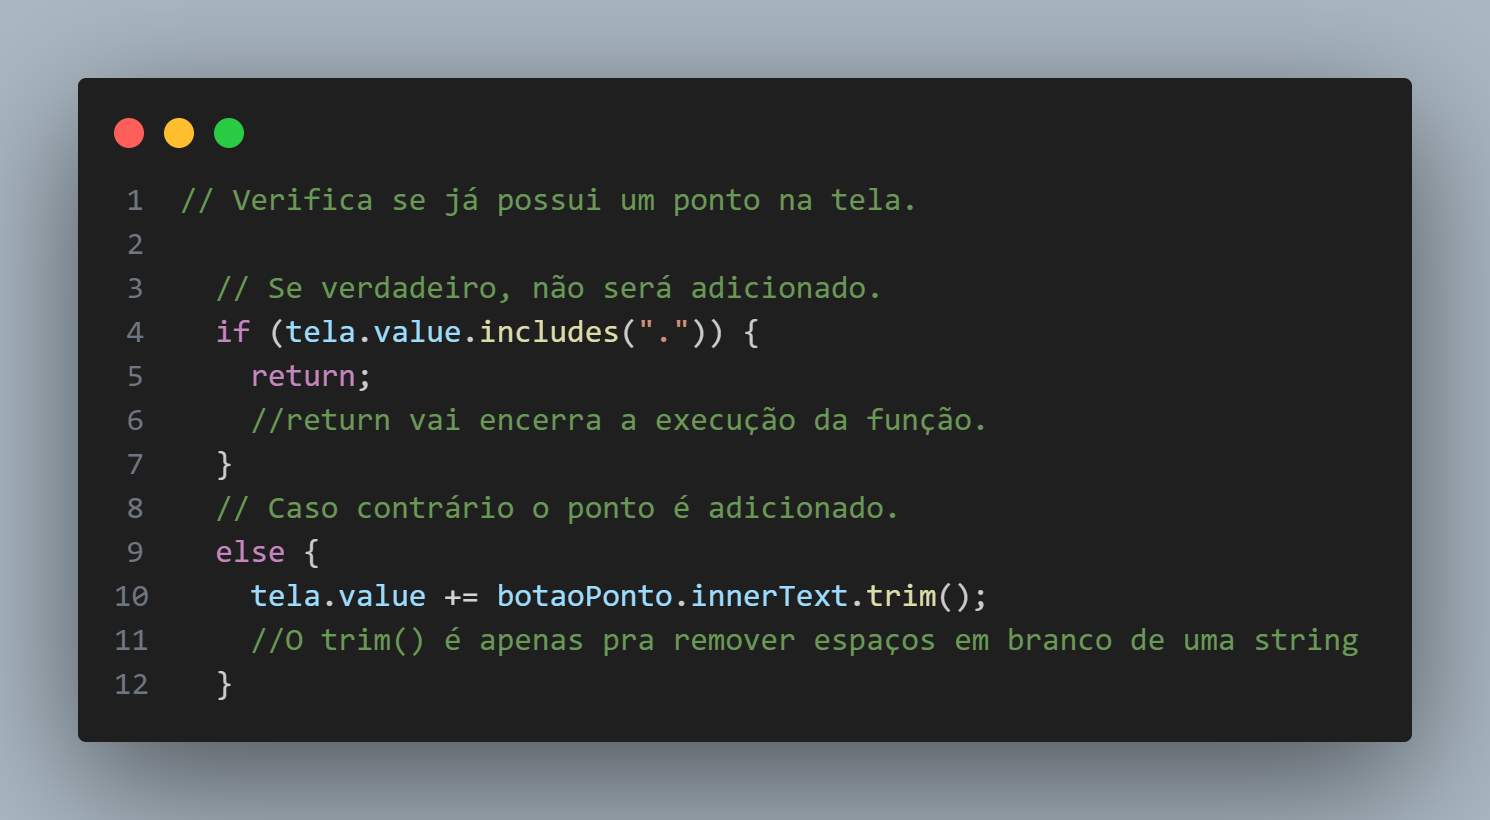 1 // Verifica se já possui um ponto na tela.
2
3 // Se verdadeiro, não será adicionado.
4 if (tela.value.includes(".")) {
5 return;
6 //return vai encerra a execução da função.
7 }
8 // Caso contrário o ponto é adicionado.
9 else {
10 tela.value += botaoPonto.innerText.trim();
11 //O trim() é apenas pra remover espaços em branco de uma string
12 }